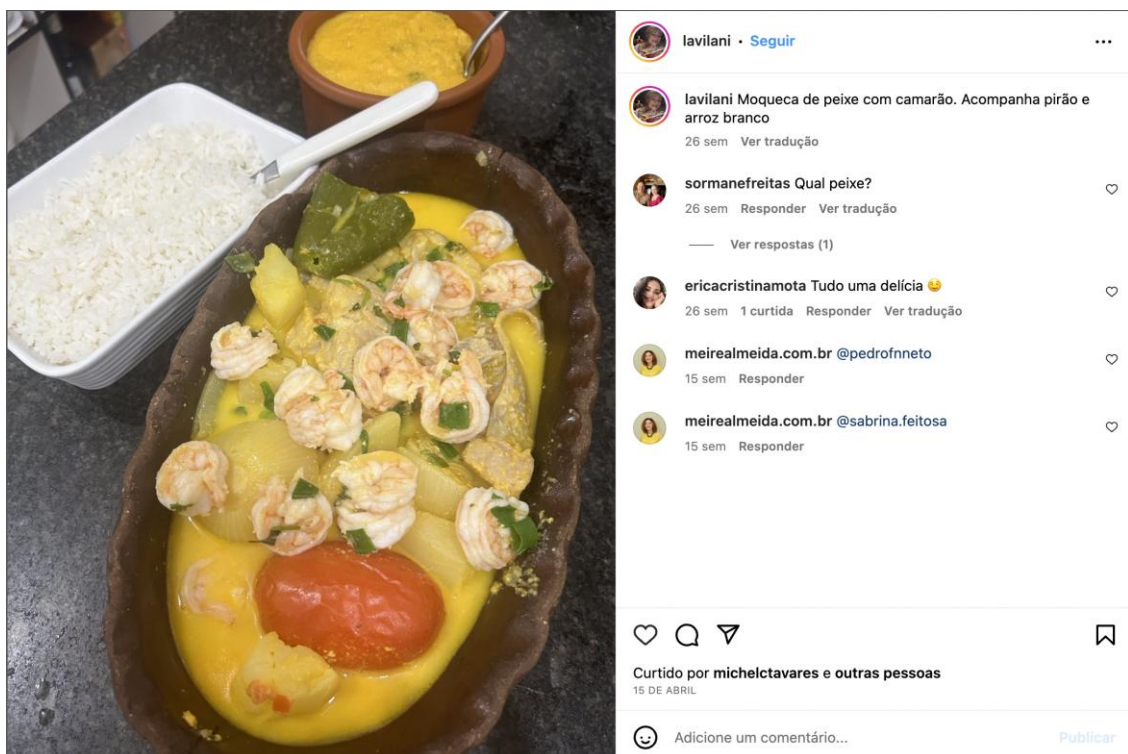 lavilani • Seguir
lavilani Moqueca de peixe com camarão. Acompanha pirão e
arroz branco
26 sem Ver tradução
sormanefreitas Qual peixe?
26 sem Responder Ver tradução
Ver respostas (1)
ericacristinamota Tudo uma delícia 😋
26 sem 1 curtida Responder Ver tradução
meirealmeida.com.br @pedrofnneto
15 sem Responder
meirealmeida.com.br @sabrina.feitosa
15 sem Responder
Curtido por michelctavares e outras pessoas
15 DE ABRIL
Adicione um comentário... Publicar